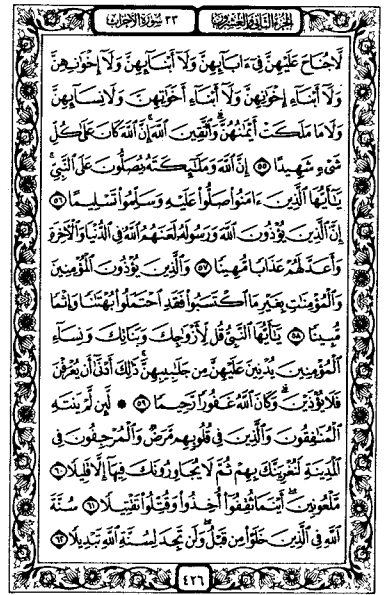 الجزء الثاني والعشرون ٣٣ سورة الأحزاب
لَّا جُنَاحَ عَلَيْهِنَّ فِىٓ ءَابَآئِهِنَّ وَلَآ أَبْنَآئِهِنَّ وَلَآ إِخْوَٰنِهِنَّ
وَلَآ أَبْنَآءِ إِخْوَٰنِهِنَّ وَلَآ أَبْنَآءِ أَخَوَٰتِهِنَّ وَلَا نِسَآئِهِنَّ
وَلَا مَا مَلَكَتْ أَيْمَٰنُهُنَّ ۗ وَٱتَّقِينَ ٱللَّهَ ۚ إِنَّ ٱللَّهَ كَانَ عَلَىٰ كُلِّ
شَىْءٍ شَهِيدًا ٥٥ إِنَّ ٱللَّهَ وَمَلَٰٓئِكَتَهُۥ يُصَلُّونَ عَلَى ٱلنَّبِىِّ ۚ
يَٰٓأَيُّهَا ٱلَّذِينَ ءَامَنُوا۟ صَلُّوا۟ عَلَيْهِ وَسَلِّمُوا۟ تَسْلِيمًا ٥٦
إِنَّ ٱلَّذِينَ يُؤْذُونَ ٱللَّهَ وَرَسُولَهُۥ لَعَنَهُمُ ٱللَّهُ فِى ٱلدُّنْيَا وَٱلْءَاخِرَةِ
وَأَعَدَّ لَهُمْ عَذَابًا مُّهِينًا ٥٧ وَٱلَّذِينَ يُؤْذُونَ ٱلْمُؤْمِنِينَ
وَٱلْمُؤْمِنَٰتِ بِغَيْرِ مَا ٱكْتَسَبُوا۟ فَقَدِ ٱحْتَمَلُوا۟ بُهْتَٰنًا وَإِثْمًا
مُّبِينًا ٥٨ يَٰٓأَيُّهَا ٱلنَّبِىُّ قُل لِّأَزْوَٰجِكَ وَبَنَاتِكَ وَنِسَآءِ
ٱلْمُؤْمِنِينَ يُدْنِينَ عَلَيْهِنَّ مِن جَلَٰبِيبِهِنَّ ۚ ذَٰلِكَ أَدْنَىٰٓ أَن يُعْرَفْنَ
فَلَا يُؤْذَيْنَ ۗ وَكَانَ ٱللَّهُ غَفُورًا رَّحِيمًا ٥٩ ۞ لَّئِن لَّمْ يَنتَهِ
ٱلْمُنَٰفِقُونَ وَٱلَّذِينَ فِى قُلُوبِهِم مَّرَضٌ وَٱلْمُرْجِفُونَ فِى
ٱلْمَدِينَةِ لَنُغْرِيَنَّكَ بِهِمْ ثُمَّ لَا يُجَاوِرُونَكَ فِيهَآ إِلَّا قَلِيلًا ٦٠
مَّلْعُونِينَ ۖ أَيْنَمَا ثُقِفُوٓا۟ أُخِذُوا۟ وَقُتِّلُوا۟ تَقْتِيلًا ٦١ سُنَّةَ
ٱللَّهِ فِى ٱلَّذِينَ خَلَوْا۟ مِن قَبْلُ ۖ وَلَن تَجِدَ لِسُنَّةِ ٱللَّهِ تَبْدِيلًا ٦٢
٤٢٦